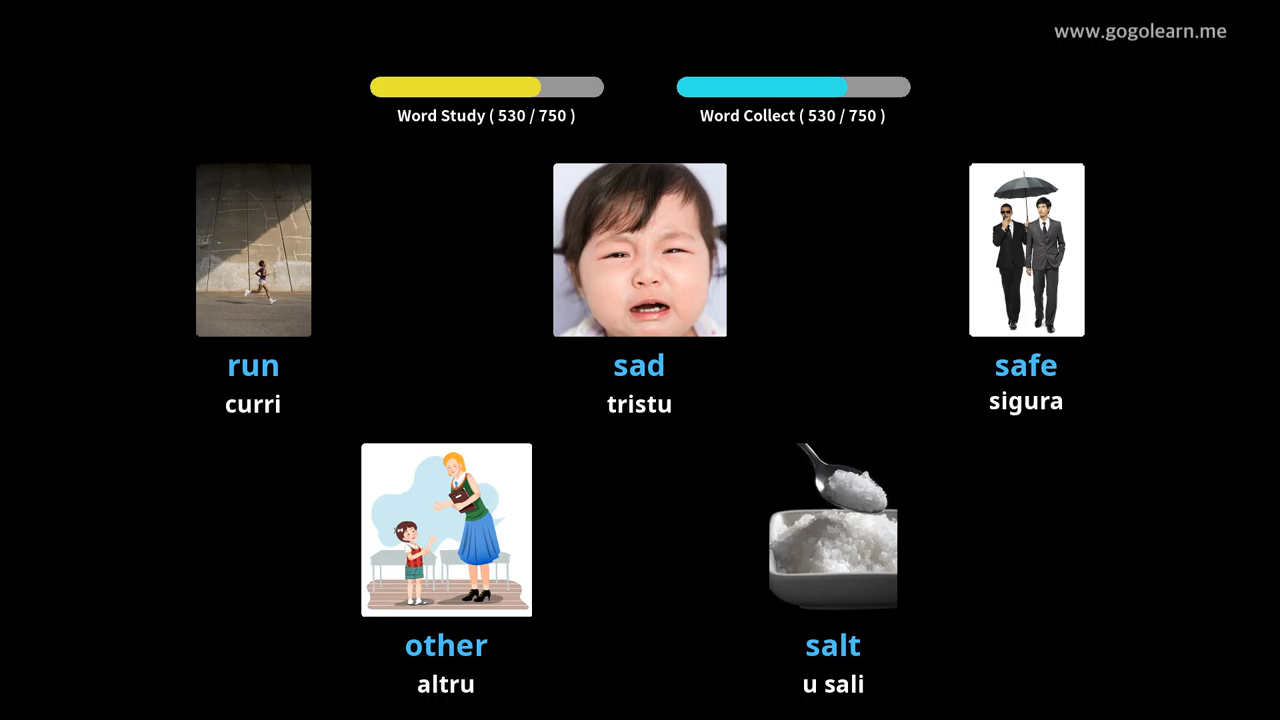 www.gogolearn.me
Word Study ( 530 / 750 )
Word Collect ( 530 / 750 )
run
curri
sad
tristu
safe
sigura
other
altru
salt
u sali